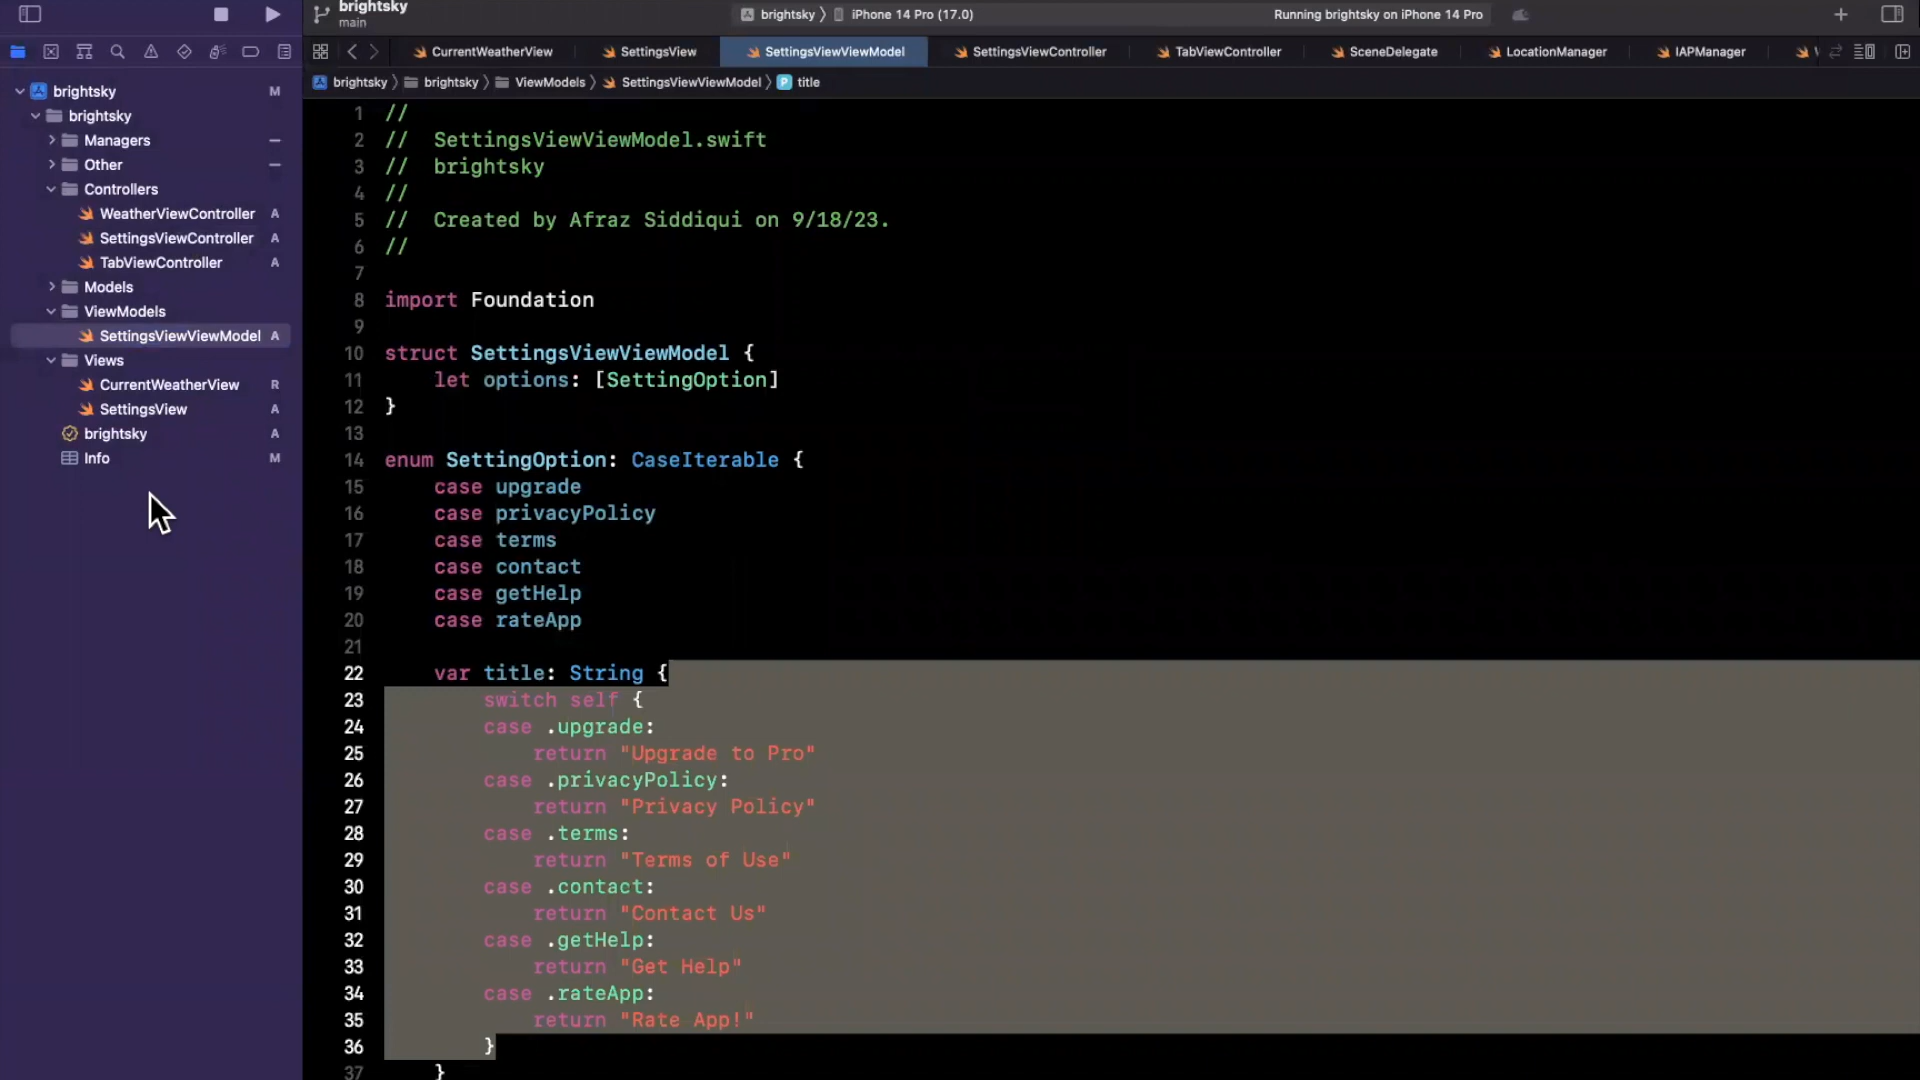 brightsky
main
brightsky 〉 iPhone 14 Pro (17.0)
Running brightsky on iPhone 14 Pro
CurrentWeatherView
SettingsView
SettingsViewViewModel
SettingsViewController
TabViewController
SceneDelegate
LocationManager
IAPManager
brightsky 〉 brightsky 〉 ViewModels 〉 SettingsViewViewModel 〉 P title
brightsky M
brightsky
Managers
Other
Controllers
WeatherViewController A
SettingsViewController A
TabViewController A
Models
ViewModels
SettingsViewViewModel A
Views
CurrentWeatherView R
SettingsView A
brightsky A
Info M
1 //
2 //  SettingsViewViewModel.swift
3 //  brightsky
4 //
5 //  Created by Afraz Siddiqui on 9/18/23.
6 //
7
8 import Foundation
9
10 struct SettingsViewViewModel {
11     let options: [SettingOption]
12 }
13
14 enum SettingOption: CaseIterable {
15     case upgrade
16     case privacyPolicy
17     case terms
18     case contact
19     case getHelp
20     case rateApp
21
22     var title: String {
23         switch self {
24         case .upgrade:
25             return "Upgrade to Pro"
26         case .privacyPolicy:
27             return "Privacy Policy"
28         case .terms:
29             return "Terms of Use"
30         case .contact:
31             return "Contact Us"
32         case .getHelp:
33             return "Get Help"
34         case .rateApp:
35             return "Rate App!"
36         }
37     }